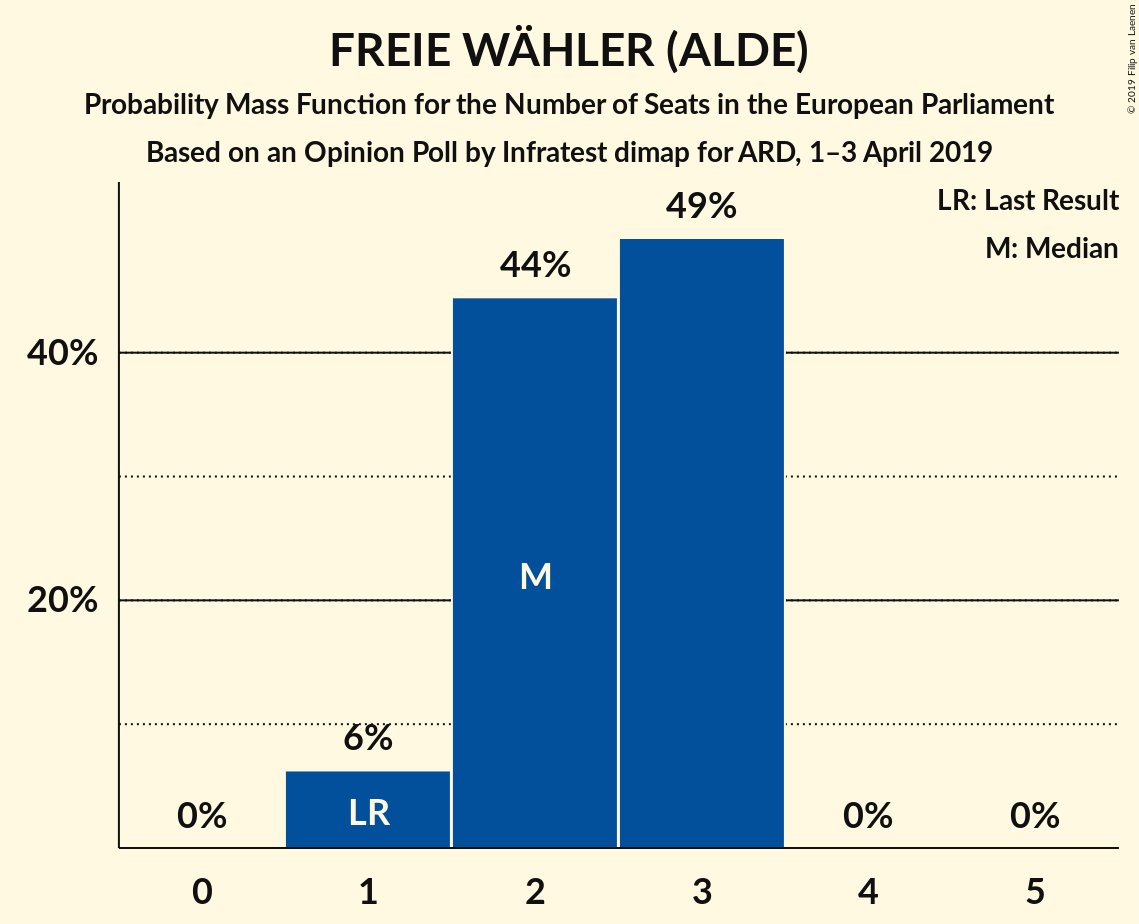 FREIE WÄHLER (ALDE)
Probability Mass Function for the Number of Seats in the European Parliament
Based on an Opinion Poll by Infratest dimap for ARD, 1–3 April 2019
© 2019 Filip van Laenen
LR: Last Result
M: Median
49%
44%
40%
M
20%
6%
LR
0%
0%
0%
0
1
2
3
4
5